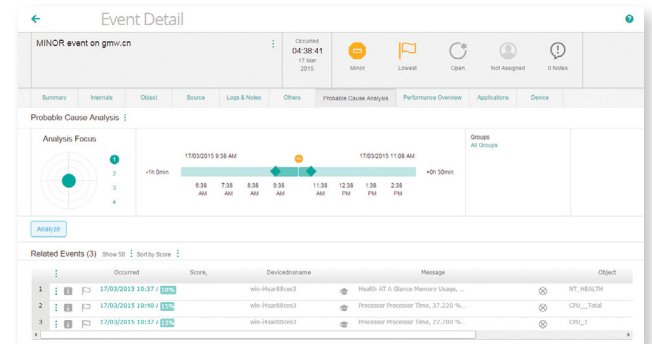 Event Detail
MINOR event on gmw.cn
Occurred
04:38:41
17 Mar
2015
Minor
Lowest
Open
Not Assigned
0 Notes
Summary Internals Object Source Logs & Notes Others Probable Cause Analysis Performance Overview Applications Device
Probable Cause Analysis
Analysis Focus
1
2
3
4
-1h 0min
17/03/2015 9:38 AM
17/03/2015 11:08 AM
+0h 30min
6:38 AM
7:38 AM
8:38 AM
9:38 AM
11:38 AM
12:38 PM
1:38 PM
2:38 PM
Groups
All Groups
Analyze
Related Events (3) Show 50 Sort by Score
Occurred Score, Devicednsname Message Object
1 17/03/2015 10:37 / Health At A Glance Memory Usage, ... NT_HEALTH
2 17/03/2015 10:40 / Processor Processor Time, 37.220 %... CPU__Total
3 17/03/2015 10:37 / Processor Processor Time, 22.780 %... CPU_1